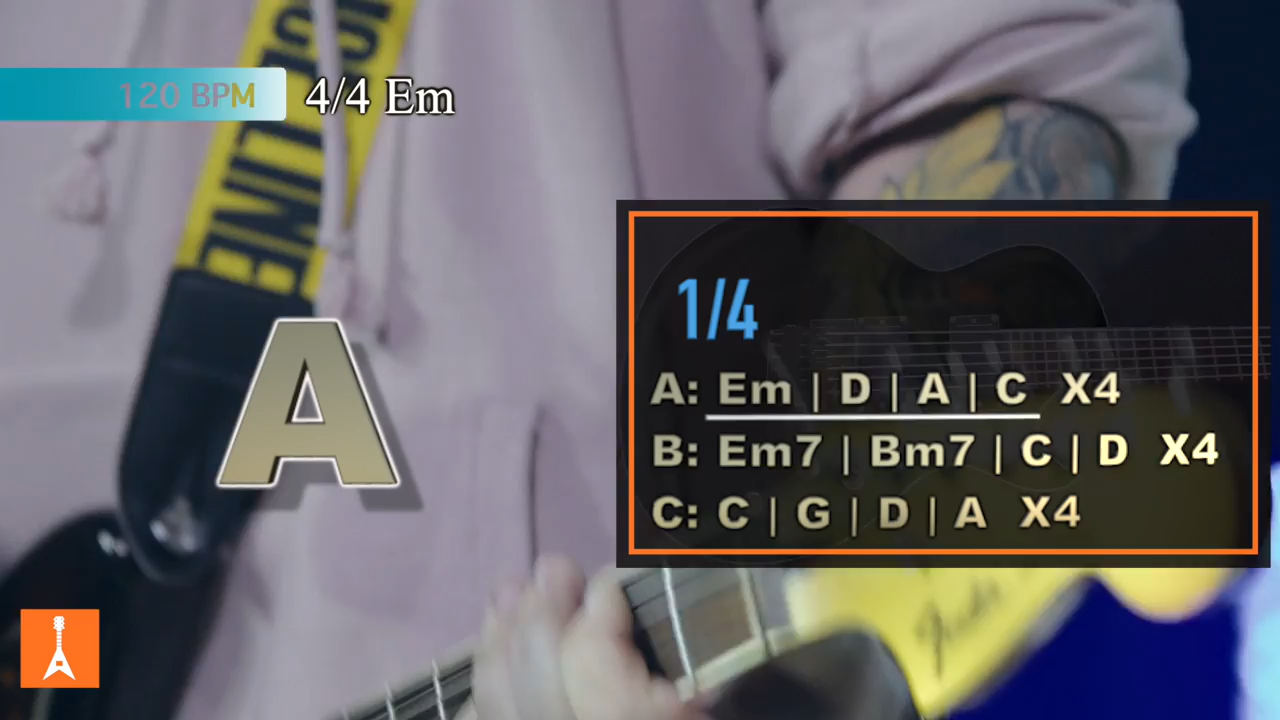 120 BPM
4/4 Em
A
1/4
A: Em | D | A | C X4
B: Em7 | Bm7 | C | D X4
C: C | G | D | A X4